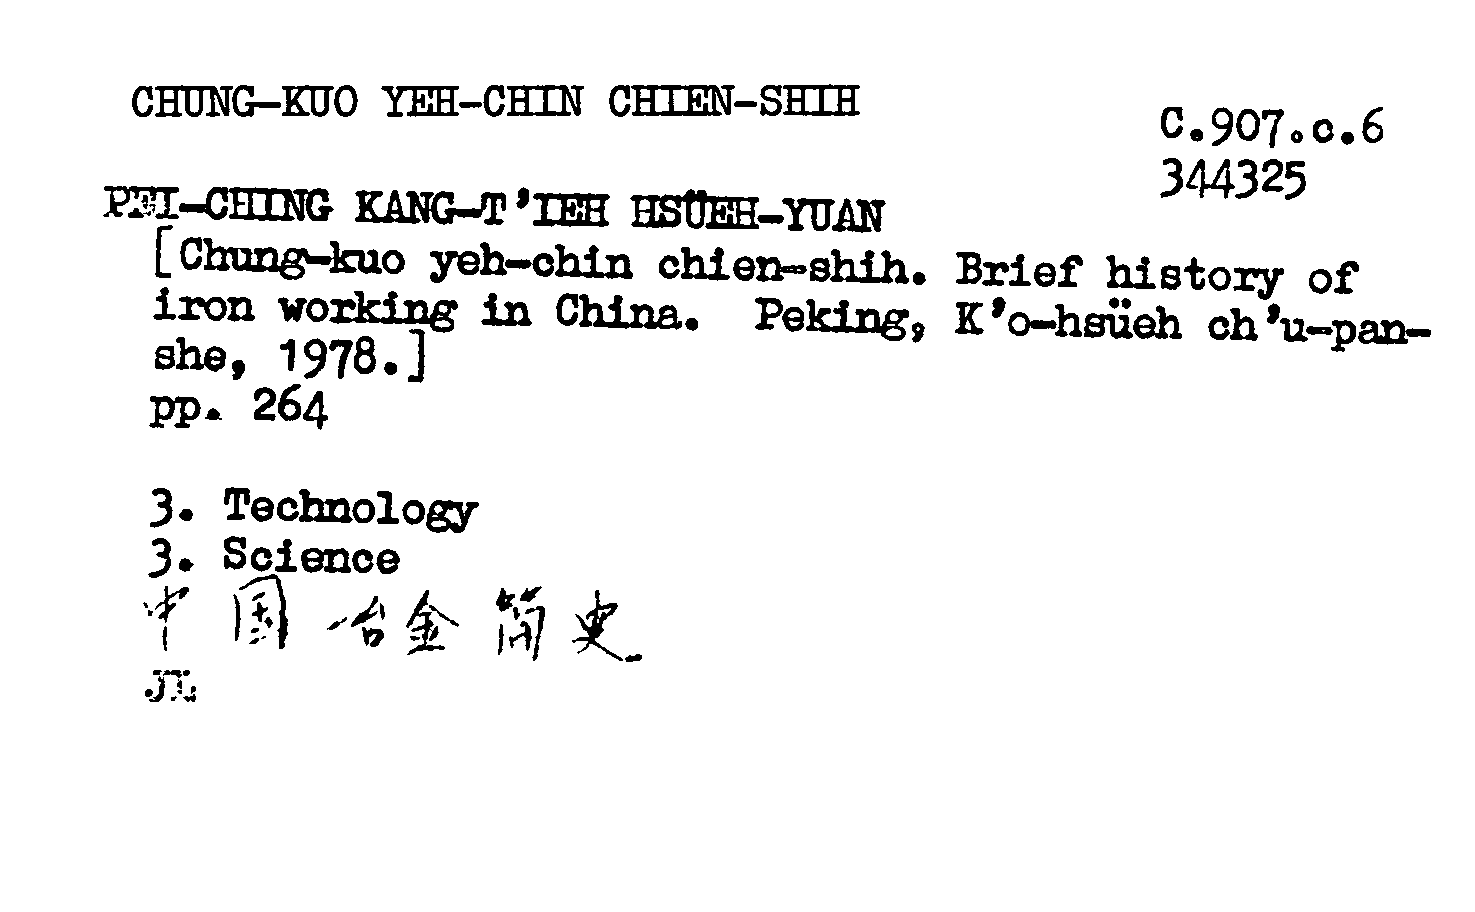 CHUNG-KUO YEH-CHIN CHIEN-SHIH
C.907.c.6
344325
PEI-CHING KANG-T'IEH HSÜEH-YUAN
[Chung-kuo yeh-chin chien-shih. Brief history of
iron working in China. Peking, K'o-hsüeh ch'u-pan-
she, 1978.]
pp. 264
3. Technology
3. Science
中国冶金简史
JL